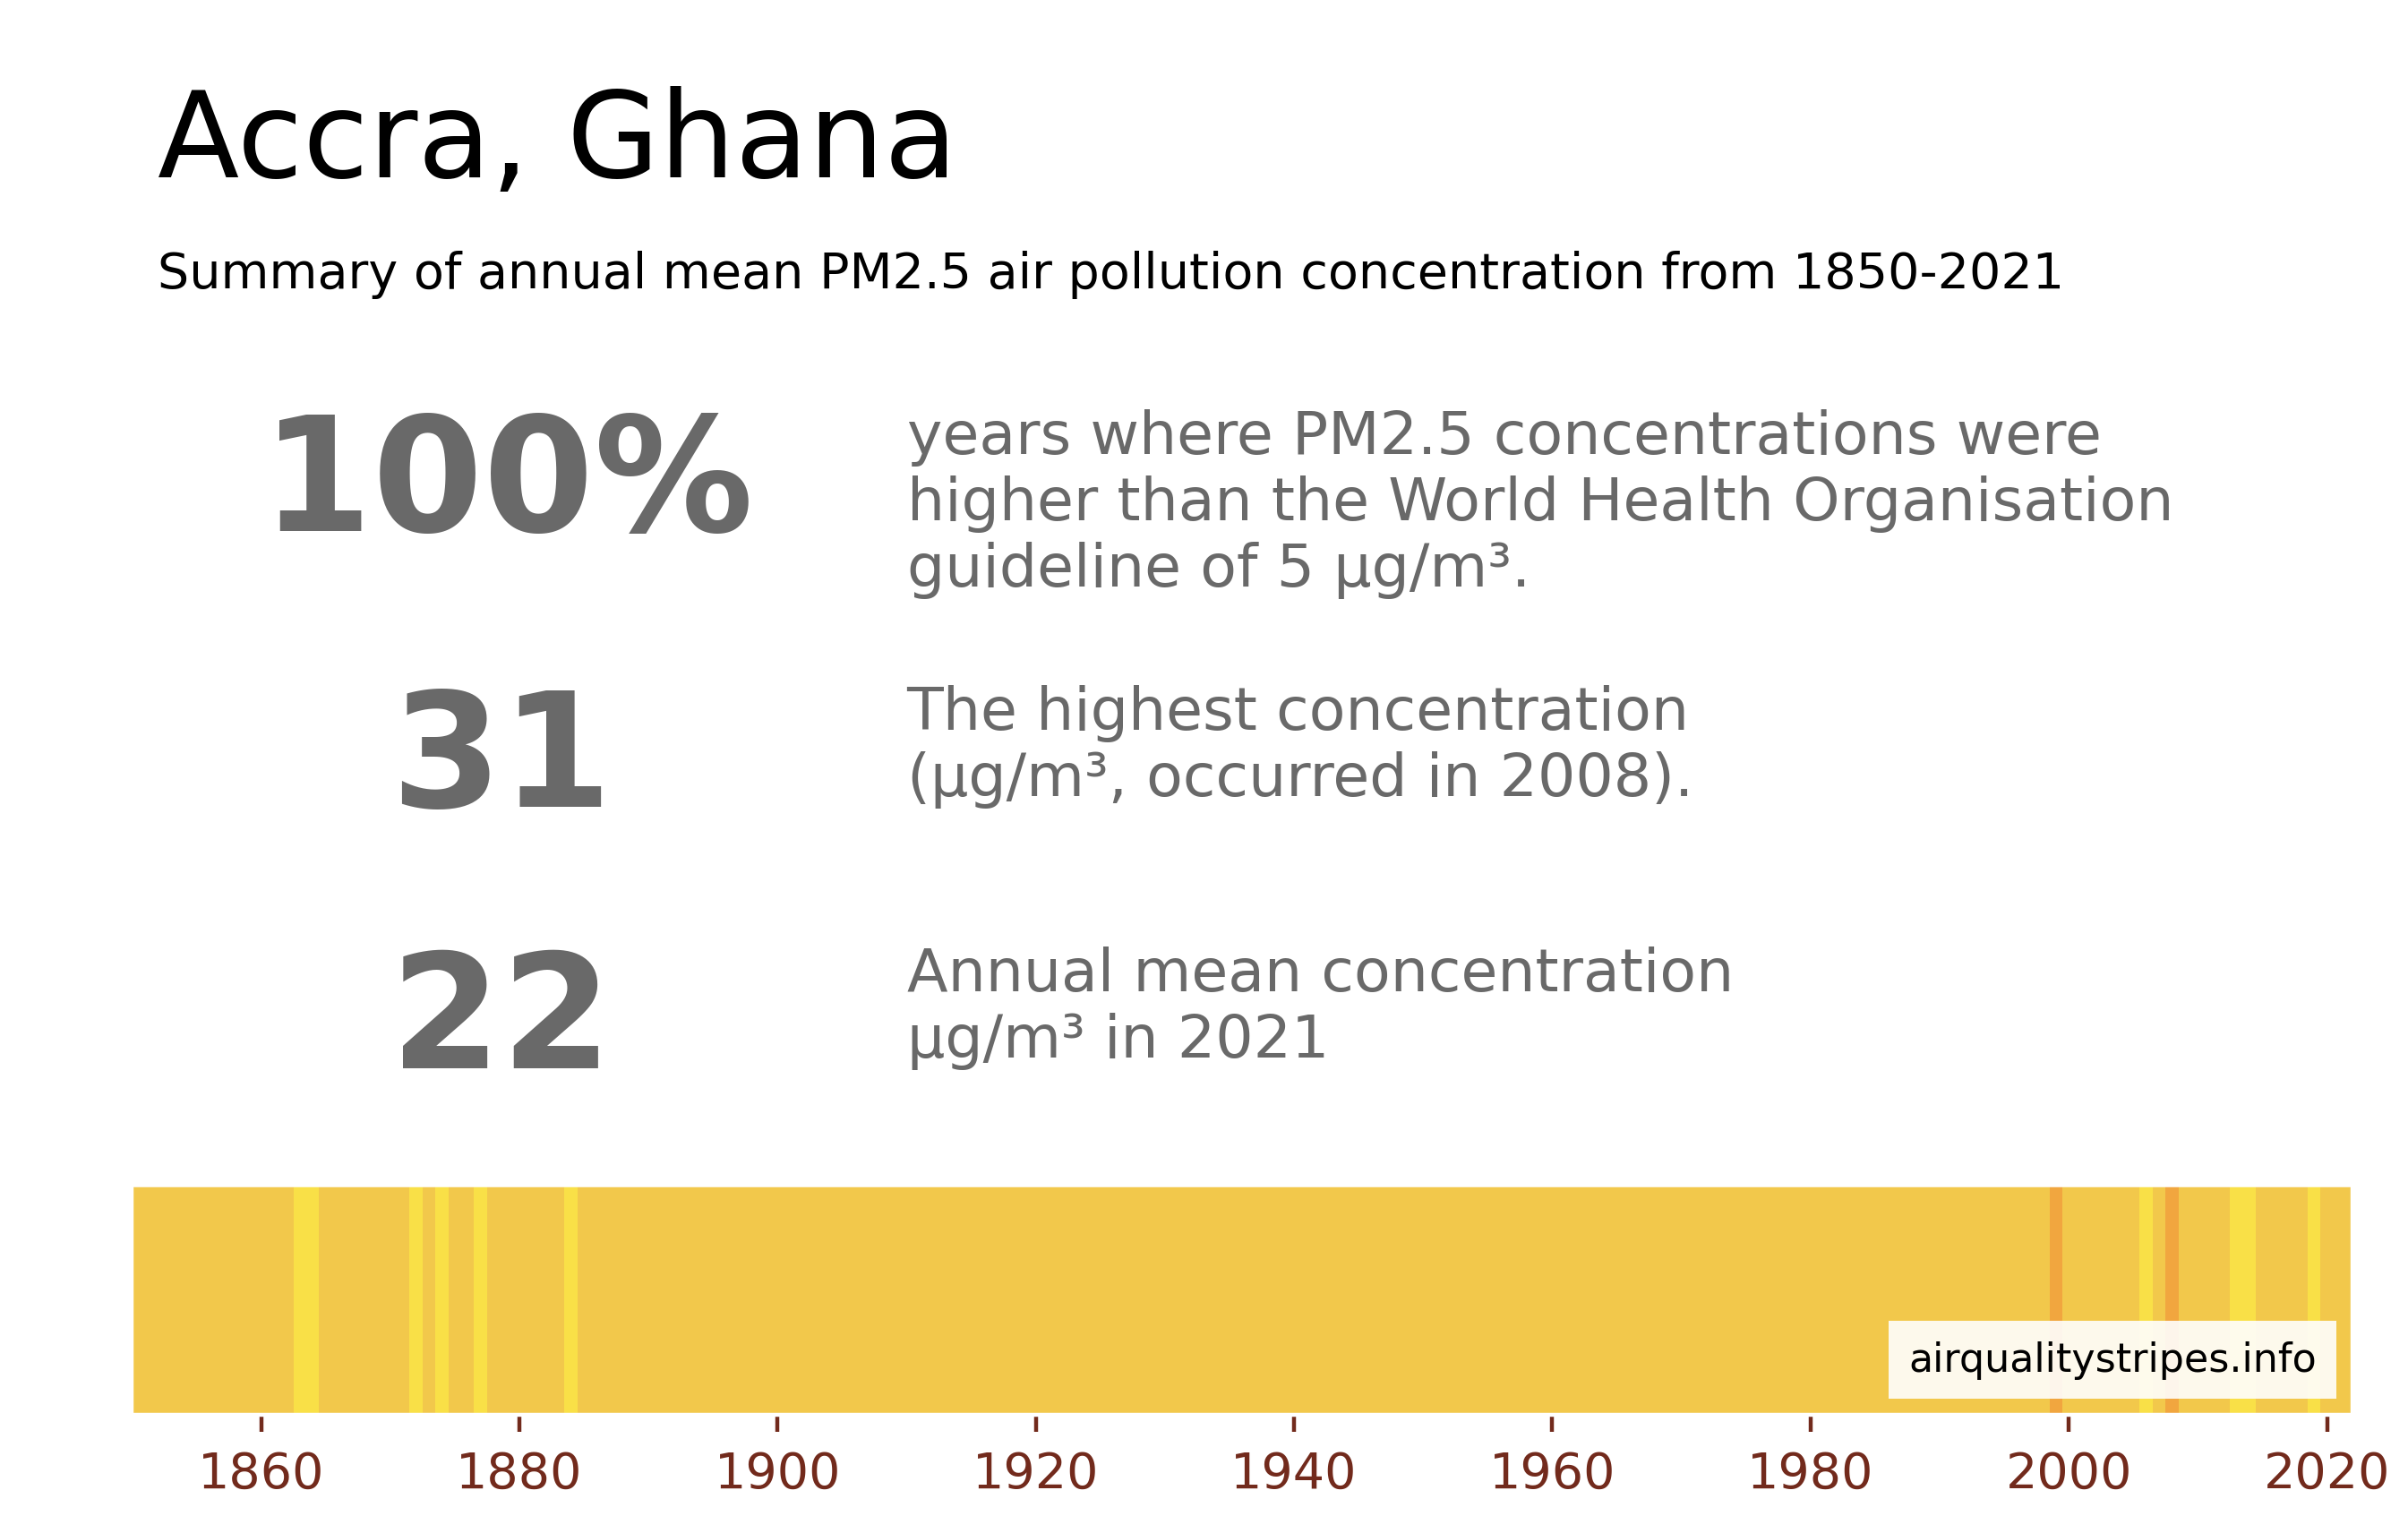 Accra, Ghana
Summary of annual mean PM2.5 air pollution concentration from 1850-2021
100%
years where PM2.5 concentrations were
higher than the World Health Organisation
guideline of 5 µg/m³.
31
The highest concentration
(µg/m³, occurred in 2008).
22
Annual mean concentration
µg/m³ in 2021
airqualitystripes.info
1860 1880 1900 1920 1940 1960 1980 2000 2020